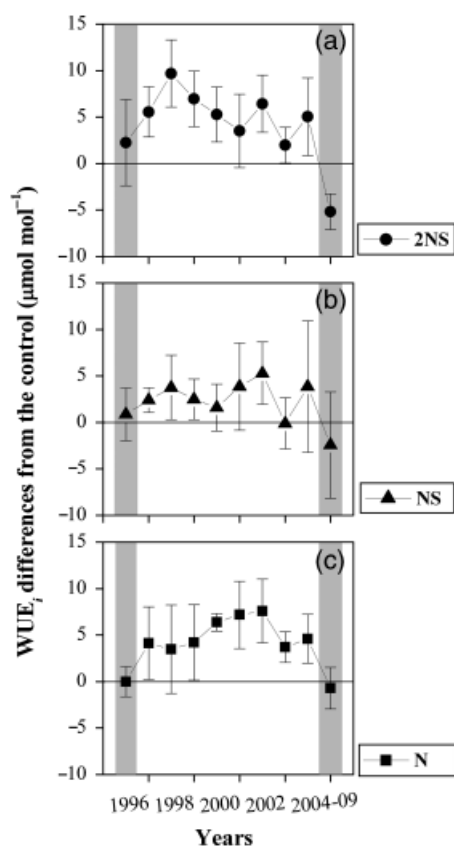 WUEi differences from the control (µmol mol−1)
(a)
15
10
5
0
−5
−10
2NS
(b)
15
10
5
0
−5
−10
NS
(c)
15
10
5
0
−5
−10
N
1996 1998 2000 2002 2004-09
Years